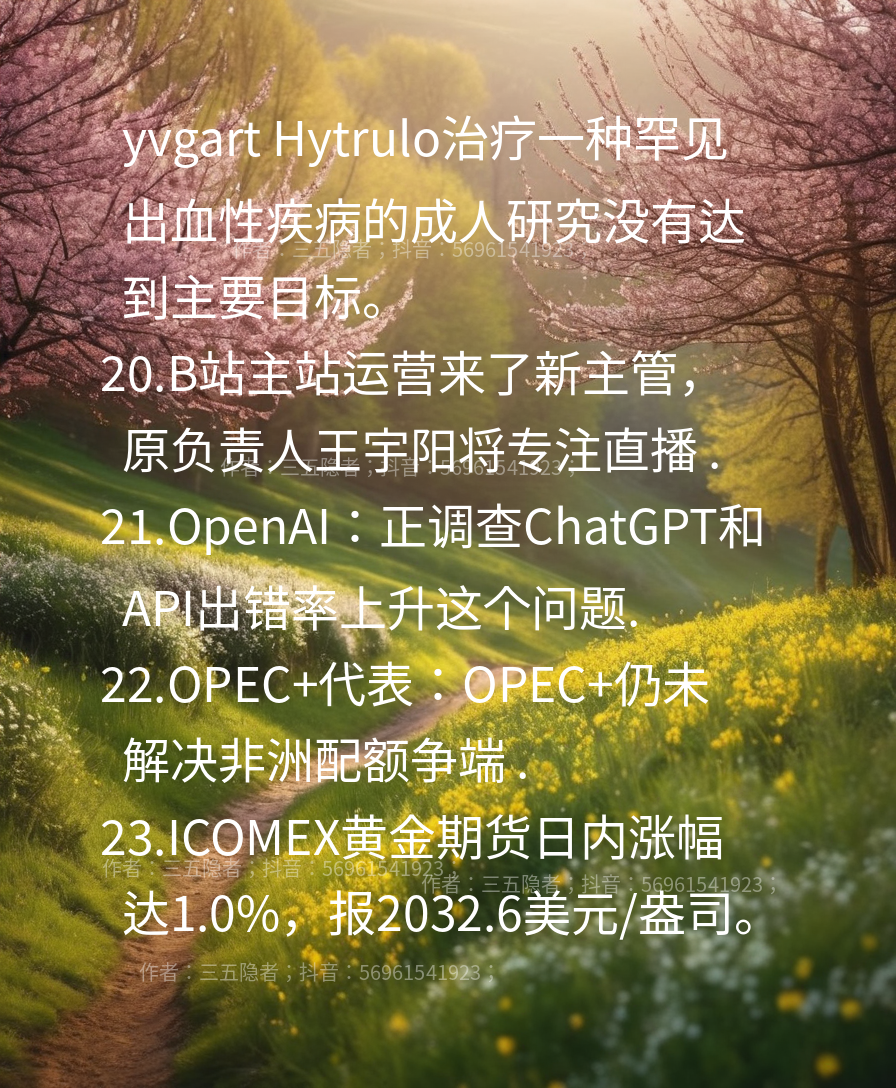 yvgart Hytrulo治疗一种罕见
出血性疾病的成人研究没有达
作者：三五隐者；抖音：56961541923；
到主要目标。
20.B站主站运营来了新主管，
原负责人王宇阳将专注直播 .
作者：三五隐者；抖音：56961541923；
21.OpenAI：正调查ChatGPT和
API出错率上升这个问题.
22.OPEC+代表：OPEC+仍未
解决非洲配额争端 .
23.ICOMEX黄金期货日内涨幅
作者：三五隐者；抖音：56961541923；
作者：三五隐者；抖音：56961541923；
达1.0%，报2032.6美元/盎司。
作者：三五隐者；抖音：56961541923；